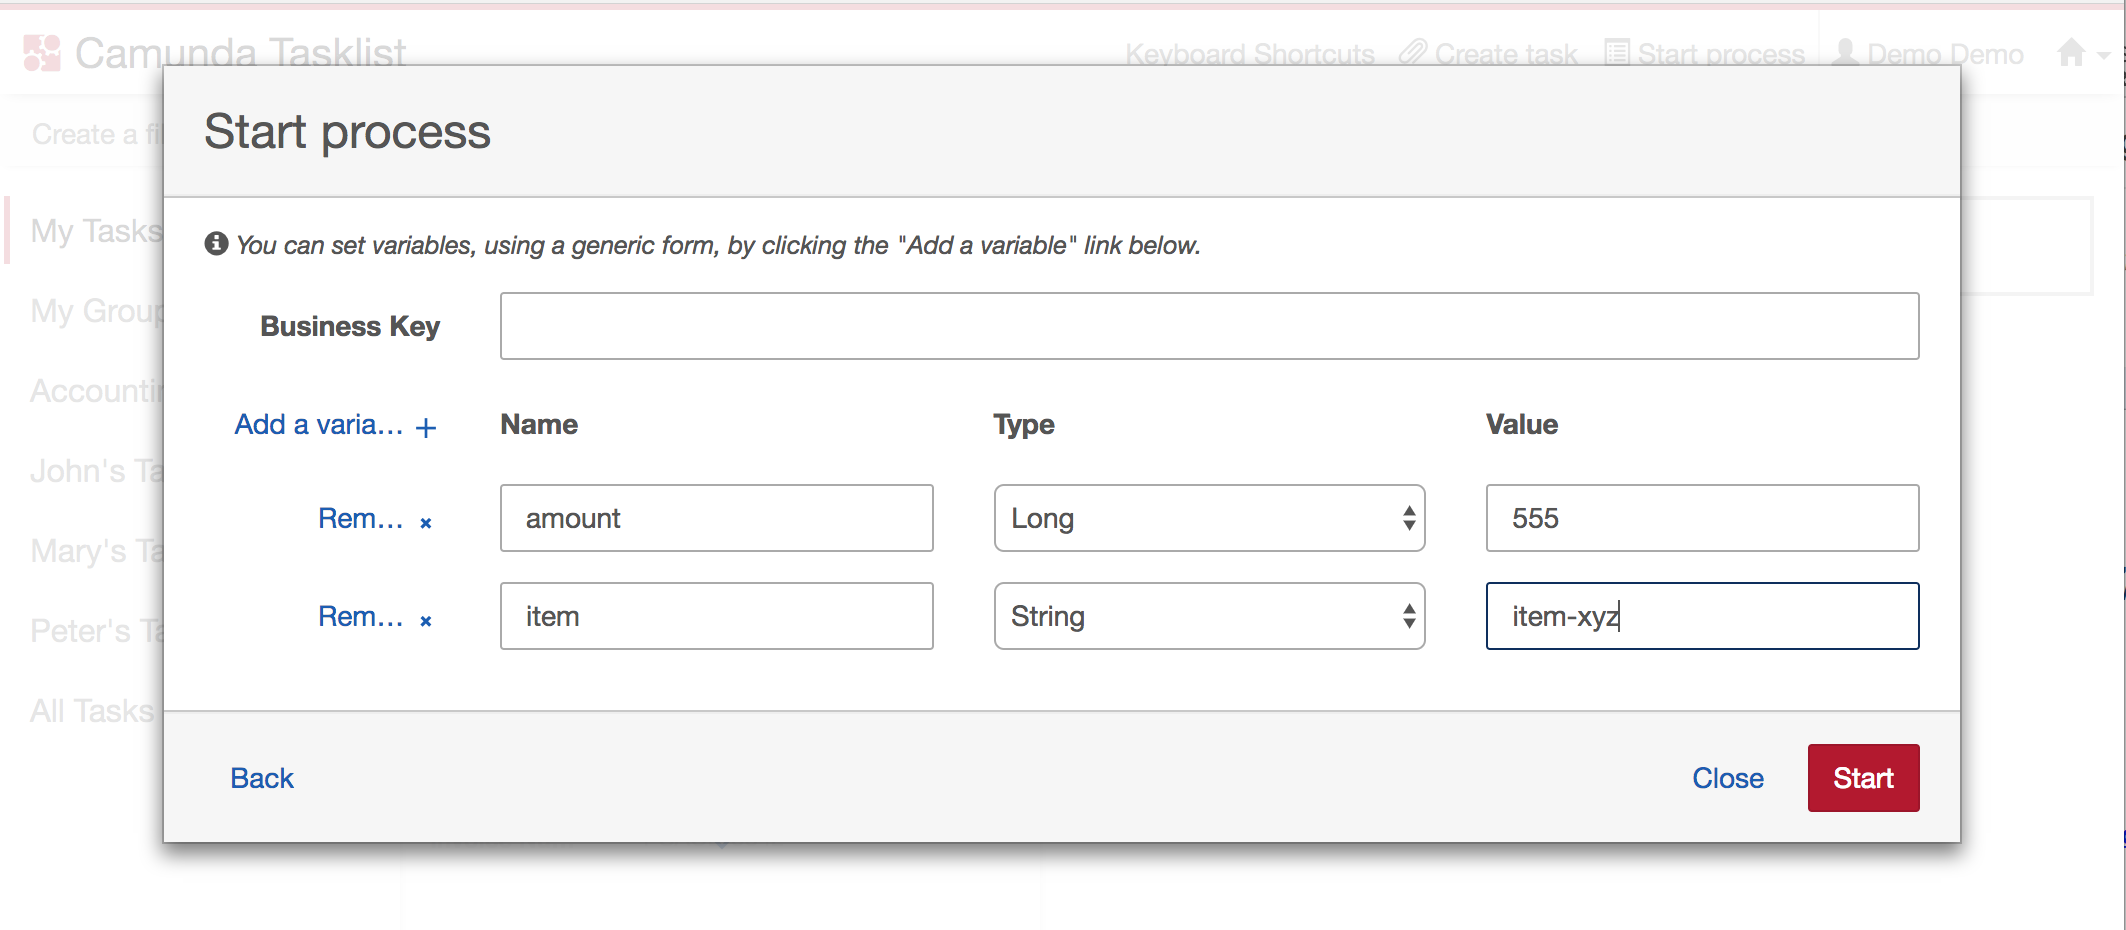 Camunda Tasklist
Keyboard Shortcuts Create task Start process Demo Demo
Create a
Start process
You can set variables, using a generic form, by clicking the "Add a variable" link below.
Business Key
Add a varia... + Name Type Value
Rem... × amount Long 555
Rem... × item String item-xyz
Back Close Start
My Tasks
My Group
Accountin
John's Ta
Mary's Ta
Peter's Ta
All Tasks